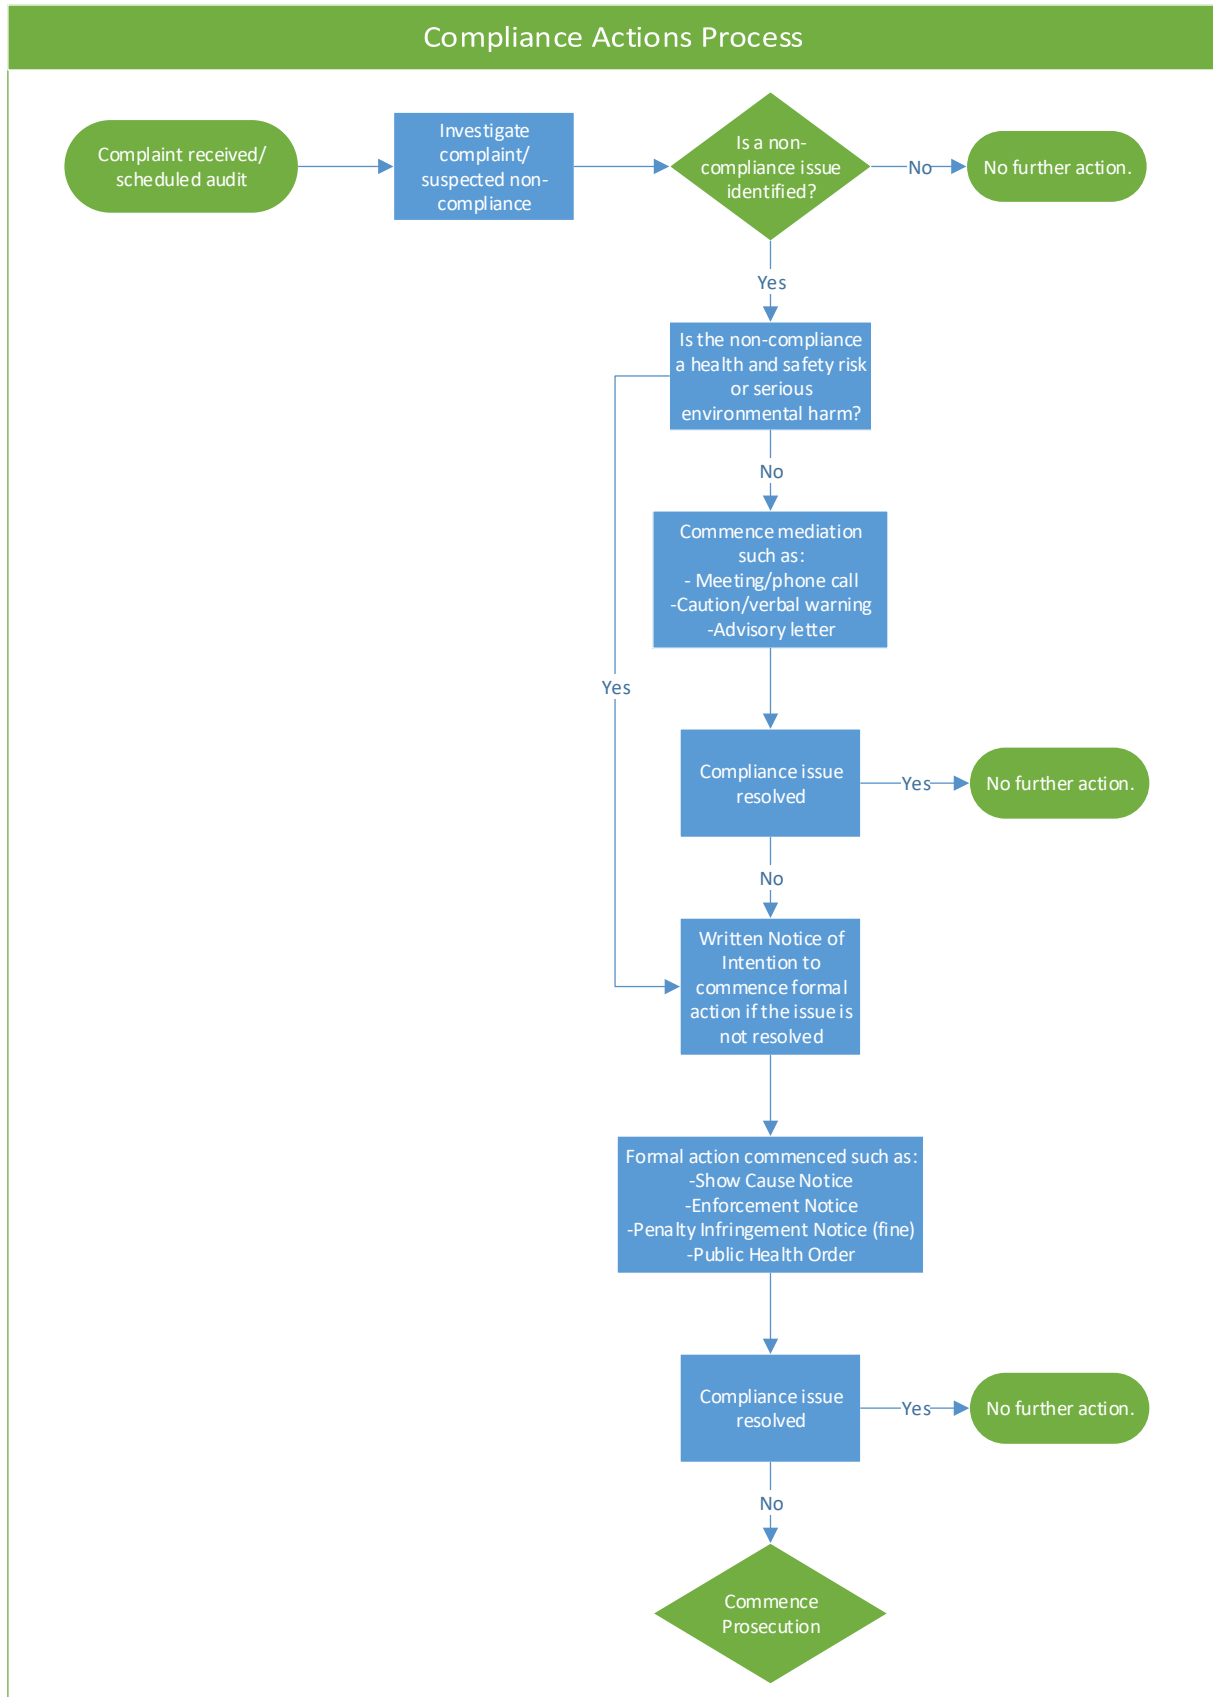 Compliance Actions Process
Complaint received/
scheduled audit
Investigate
complaint/
suspected non-
compliance
Is a non-
compliance issue
identified?
No
No further action.
Yes
Is the non-compliance
a health and safety risk
or serious
environmental harm?
No
Commence mediation
such as:
- Meeting/phone call
-Caution/verbal warning
-Advisory letter
Yes
Compliance issue
resolved
Yes
No further action.
No
Written Notice of
Intention to
commence formal
action if the issue is
not resolved
Formal action commenced such as:
-Show Cause Notice
-Enforcement Notice
-Penalty Infringement Notice (fine)
-Public Health Order
Compliance issue
resolved
Yes
No further action.
No
Commence
Prosecution